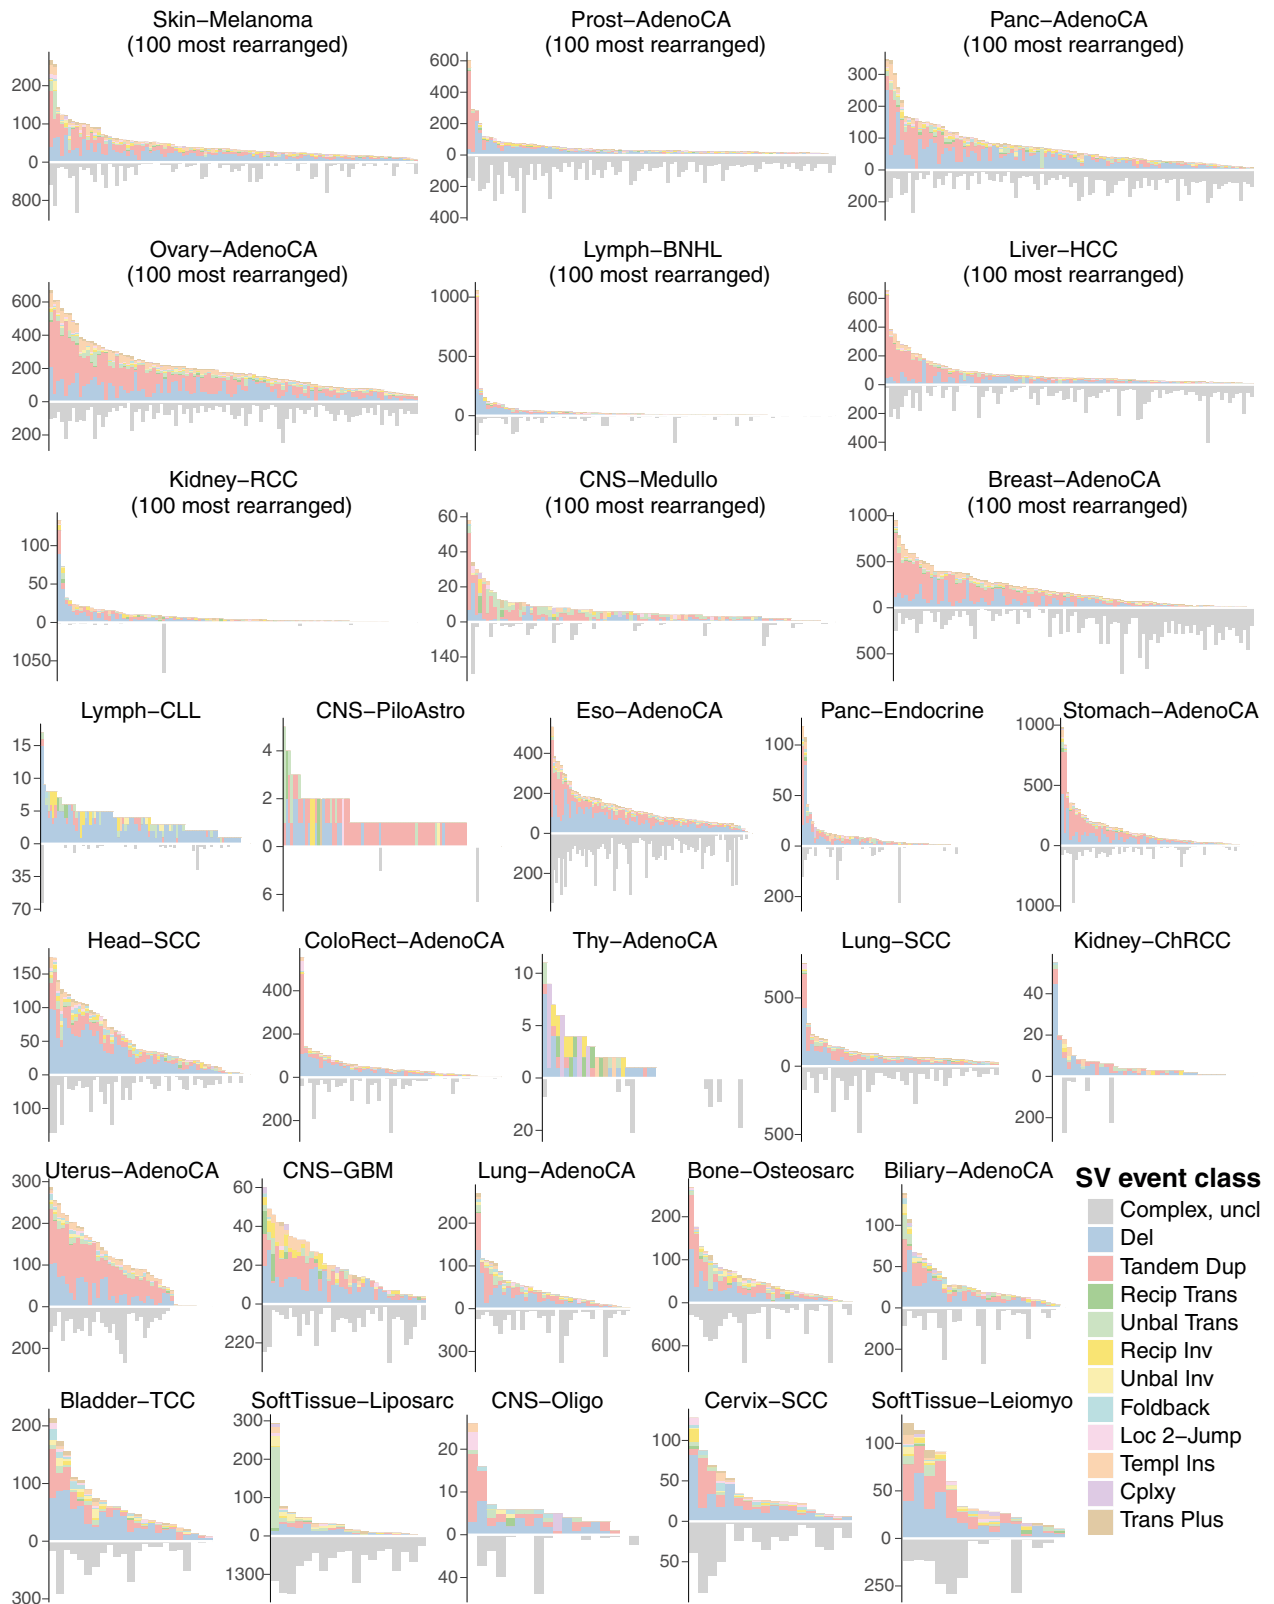 Skin−Melanoma
(100 most rearranged)
200
100
0
800
Prost−AdenoCA
(100 most rearranged)
600
400
200
0
200
400
Panc−AdenoCA
(100 most rearranged)
300
200
100
0
200
Ovary−AdenoCA
(100 most rearranged)
600
400
200
0
200
Lymph−BNHL
(100 most rearranged)
1000
500
0
Liver−HCC
(100 most rearranged)
600
400
200
0
200
400
Kidney−RCC
(100 most rearranged)
100
50
0
1050
CNS−Medullo
(100 most rearranged)
60
40
20
0
140
Breast−AdenoCA
(100 most rearranged)
1000
500
0
500
Lymph−CLL
15
10
5
0
35
70
CNS−PiloAstro
4
2
0
6
Eso−AdenoCA
400
200
0
200
Panc−Endocrine
100
50
0
200
Stomach−AdenoCA
1000
500
0
1000
Head−SCC
150
100
50
0
100
ColoRect−AdenoCA
400
200
0
200
Thy−AdenoCA
10
5
0
20
Lung−SCC
500
0
500
Kidney−ChRCC
40
20
0
200
Uterus−AdenoCA
300
200
100
0
200
CNS−GBM
60
40
20
0
220
Lung−AdenoCA
200
100
0
300
Bone−Osteosarc
200
100
0
600
Biliary−AdenoCA
100
50
0
200
SV event class
Complex, uncl
Del
Tandem Dup
Recip Trans
Unbal Trans
Recip Inv
Unbal Inv
Foldback
Loc 2−Jump
Templ Ins
Cplxy
Trans Plus
Bladder−TCC
200
100
0
300
SoftTissue−Liposarc
300
200
100
0
1300
CNS−Oligo
20
10
0
40
Cervix−SCC
100
50
0
50
SoftTissue−Leiomyo
100
50
0
250